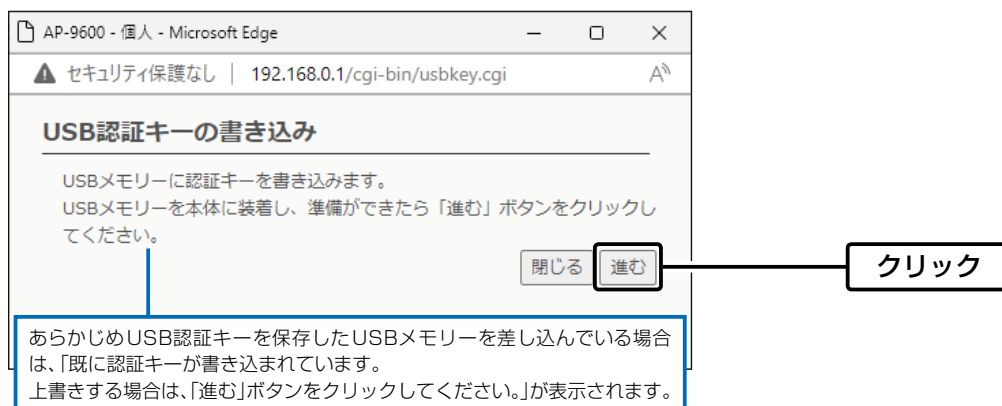 AP-9600 - 個人 - Microsoft Edge
セキュリティ保護なし | 192.168.0.1/cgi-bin/usbkey.cgi
USB認証キーの書き込み
USBメモリーに認証キーを書き込みます。
USBメモリーを本体に装着し、準備ができたら「進む」ボタンをクリックし
てください。
閉じる 進む
クリック
あらかじめUSB認証キーを保存したUSBメモリーを差し込んでいる場合
は、「既に認証キーが書き込まれています。
上書きする場合は、「進む」ボタンをクリックしてください。」が表示されます。